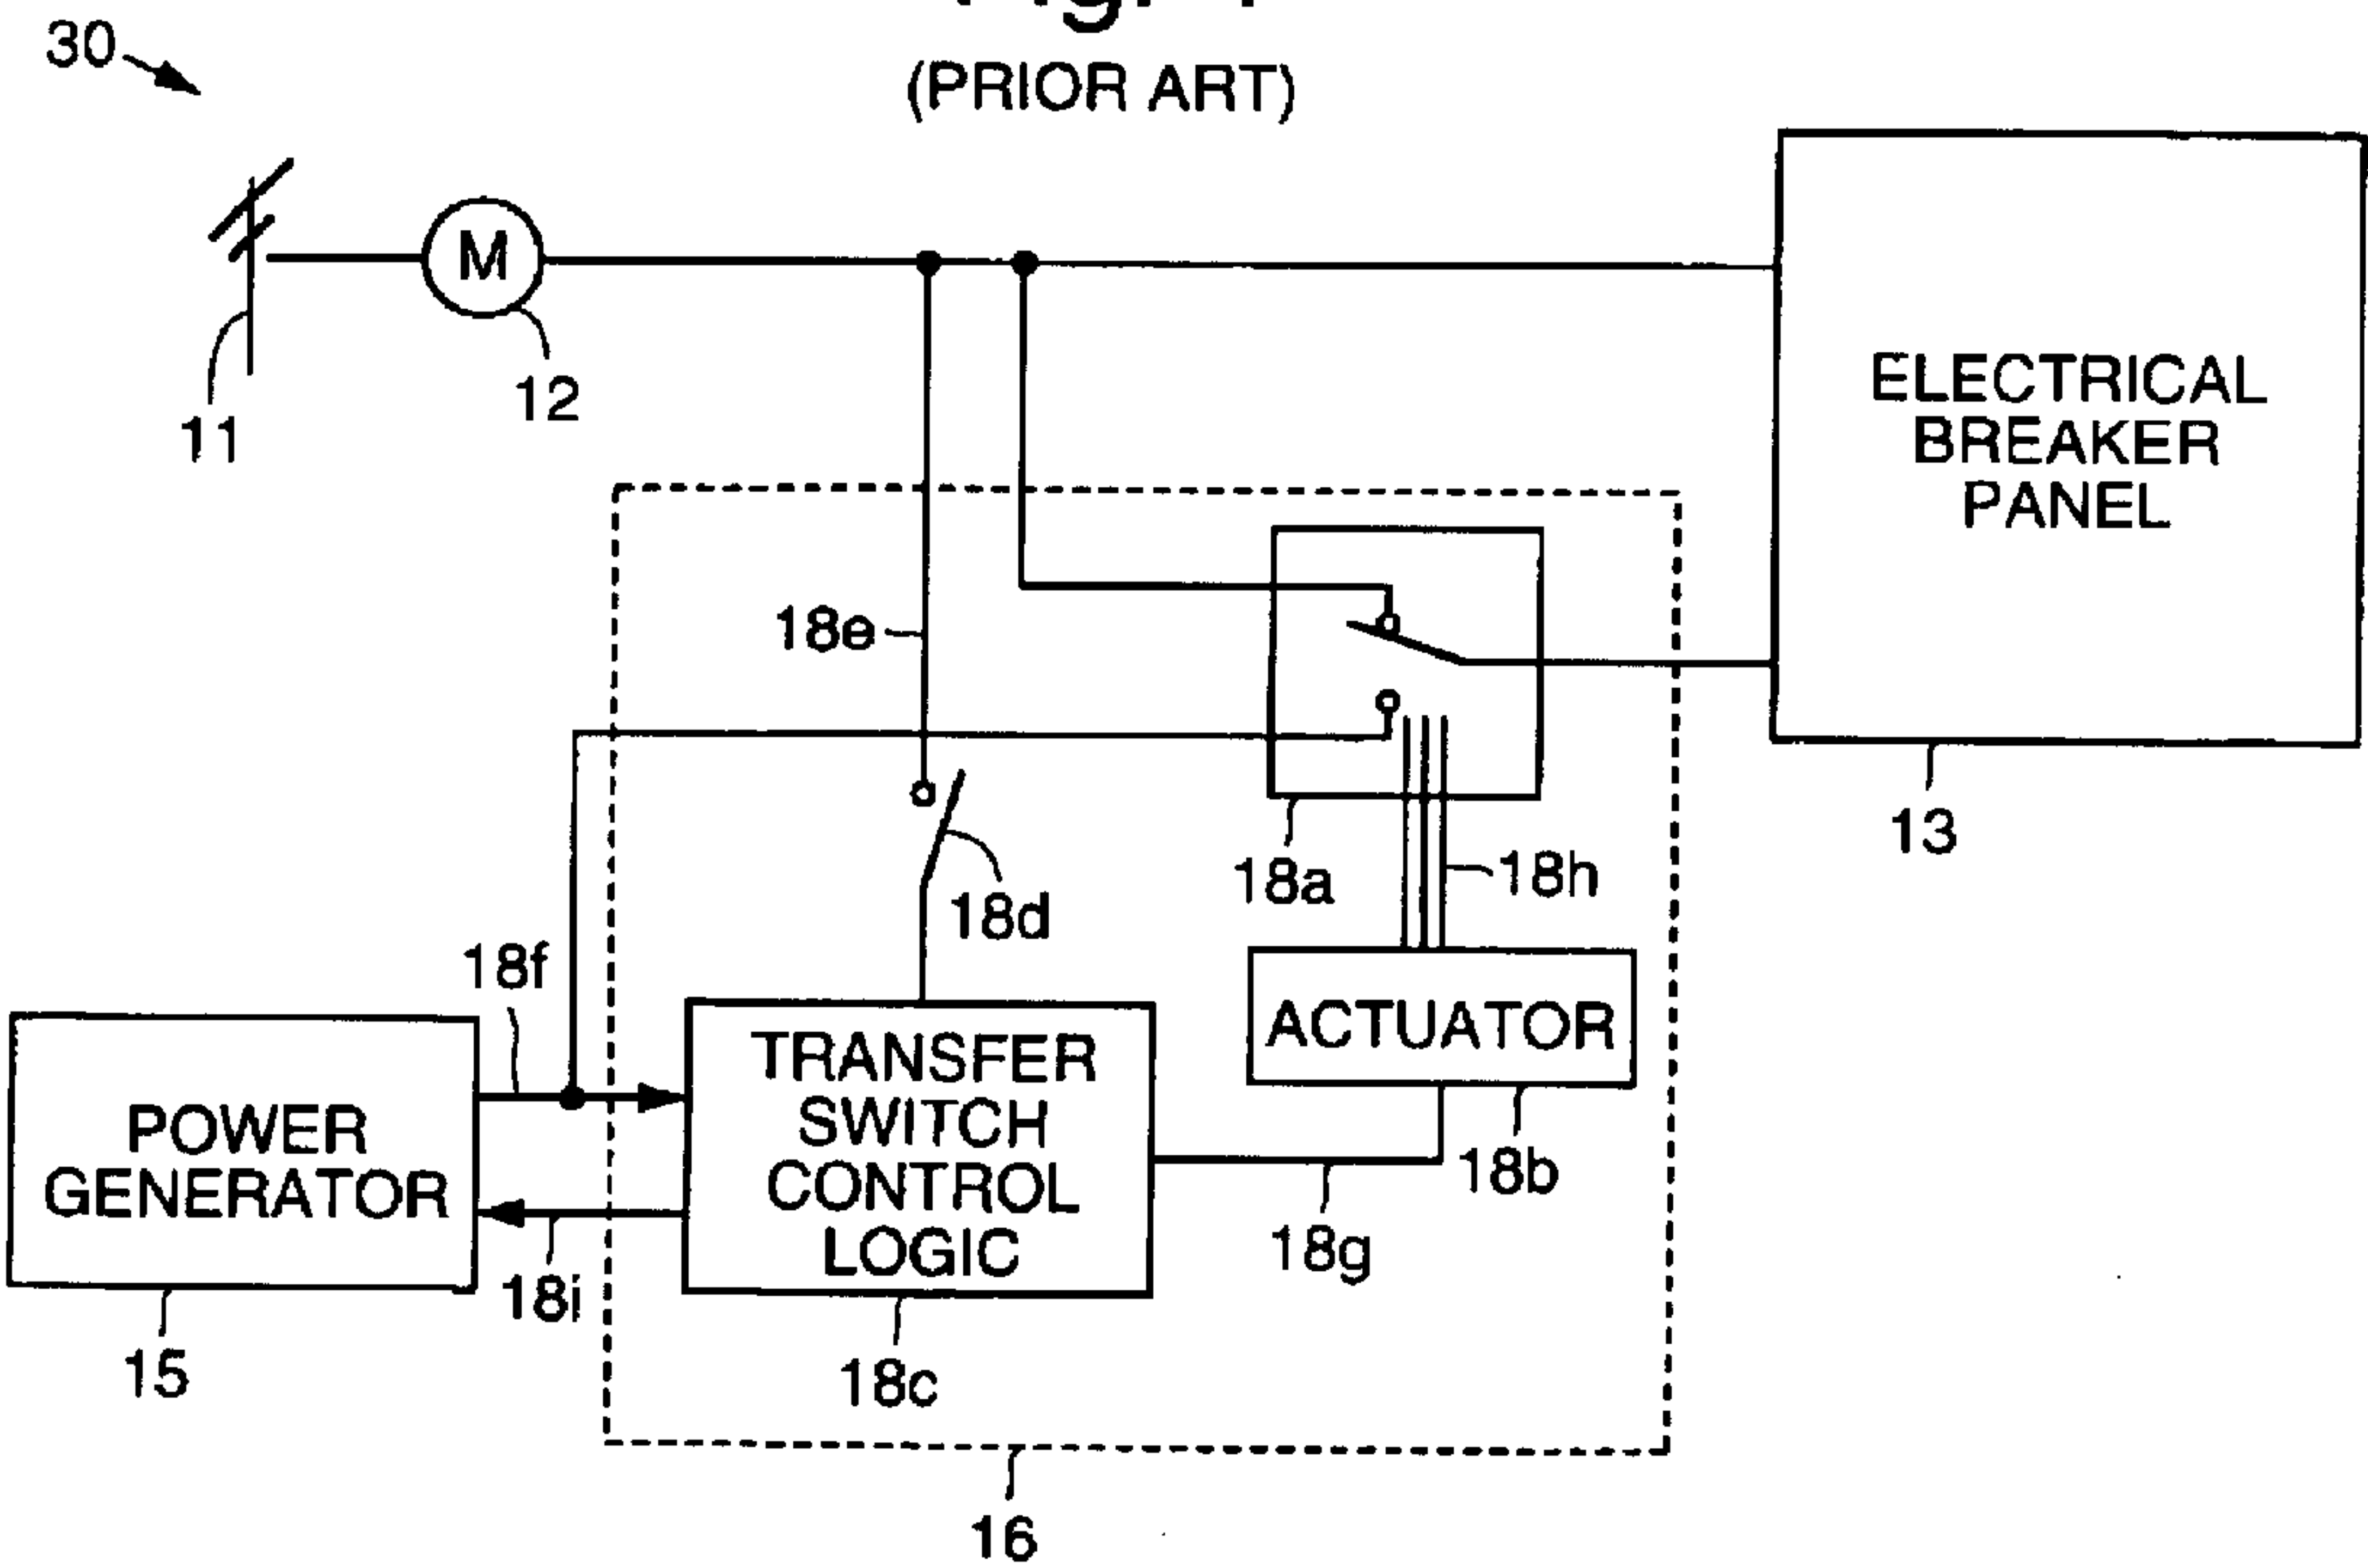 30
(PRIOR ART)
M
11
12
ELECTRICAL
BREAKER
PANEL
13
18e
18d
18a
18h
18f
ACTUATOR
18b
POWER
GENERATOR
15
TRANSFER
SWITCH
CONTROL
LOGIC
18i
18g
18c
16